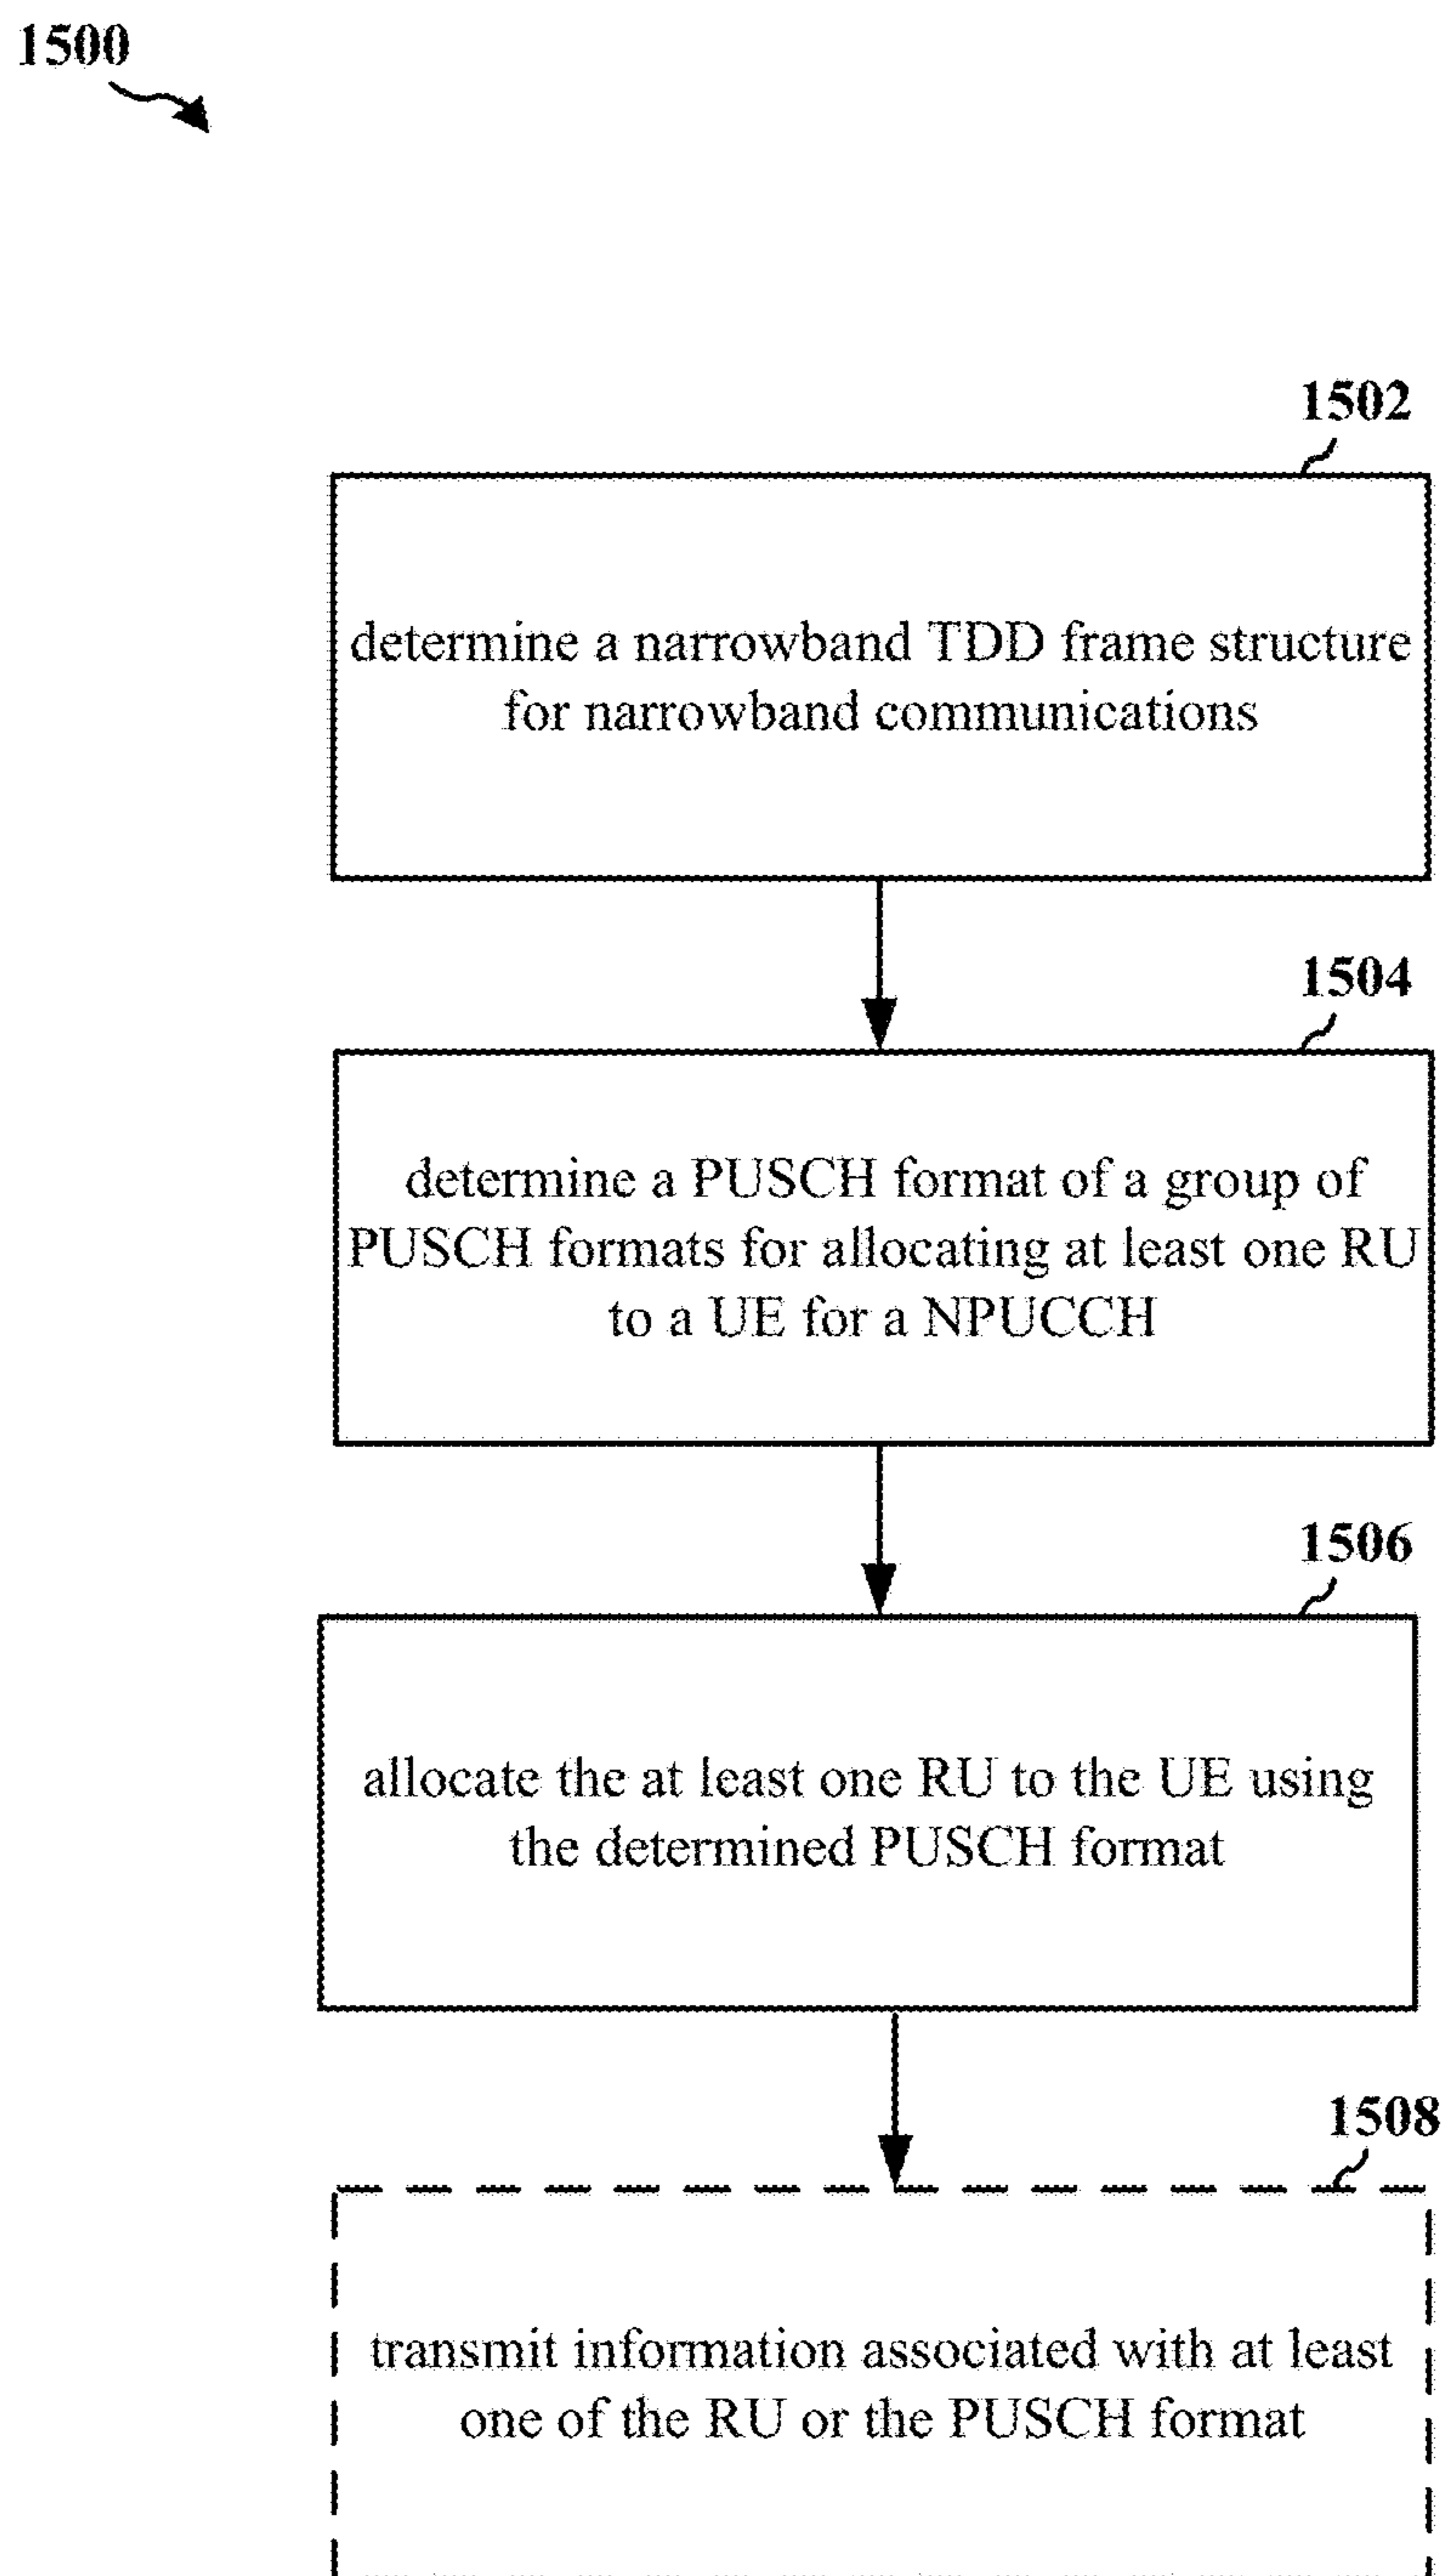 1500
1502
determine a narrowband TDD frame structure
for narrowband communications
1504
determine a PUSCH format of a group of
PUSCH formats for allocating at least one RU
to a UE for a NPUCCH
1506
allocate the at least one RU to the UE using
the determined PUSCH format
1508
transmit information associated with at least
one of the RU or the PUSCH format